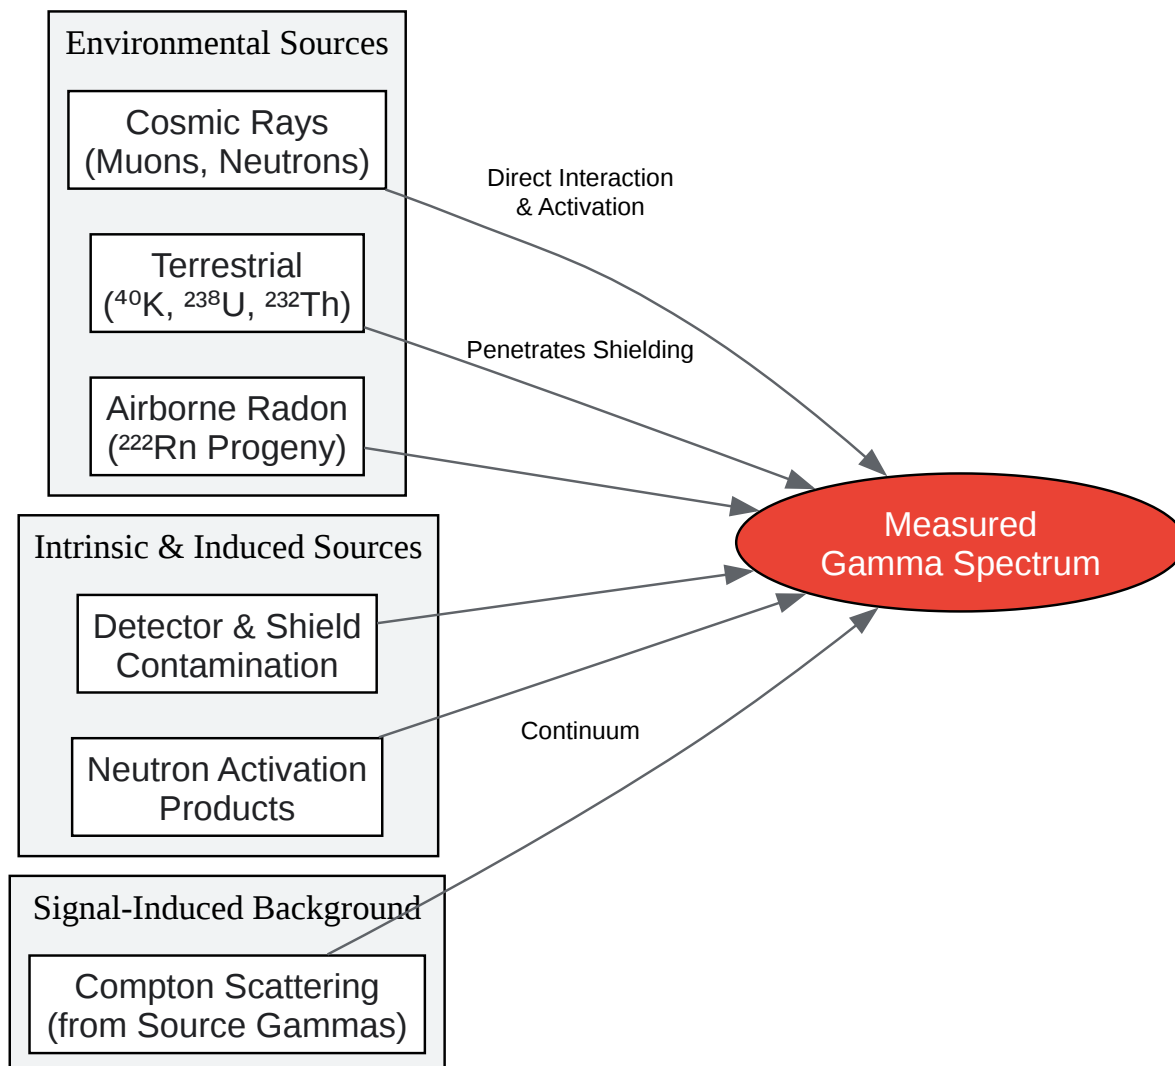 Environmental Sources
Cosmic Rays
(Muons, Neutrons)
Direct Interaction
& Activation
Terrestrial
(⁴⁰K, ²³⁸U, ²³²Th)
Penetrates Shielding
Airborne Radon
(²²²Rn Progeny)
Measured
Gamma Spectrum
Intrinsic & Induced Sources
Detector & Shield
Contamination
Neutron Activation
Products
Continuum
Signal-Induced Background
Compton Scattering
(from Source Gammas)